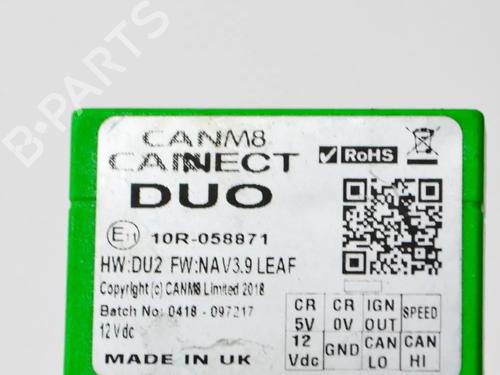 B-PARTS
CANM8
CANNECT
DUO
RoHS
E11 10R-058871
HW:DU2 FW:NAV3.9 LEAF
Copyright (c) CANM8 Limited 2018
Batch No: 0418 - 097217
12Vdc
MADE IN UK
CR 5V CR 0V IGN OUT SPEED
12 Vdc GND CAN LO CAN HI